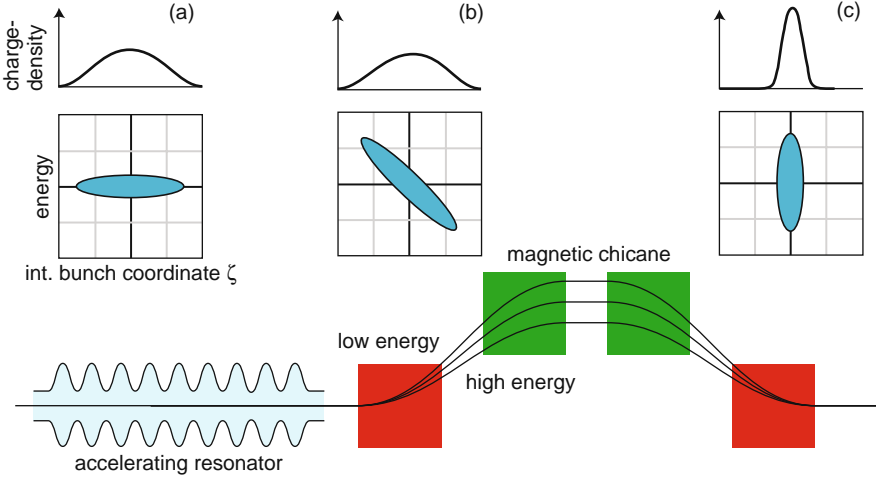 (a)
(b)
(c)
charge-
density
energy
int. bunch coordinate ζ
magnetic chicane
low energy
high energy
accelerating resonator